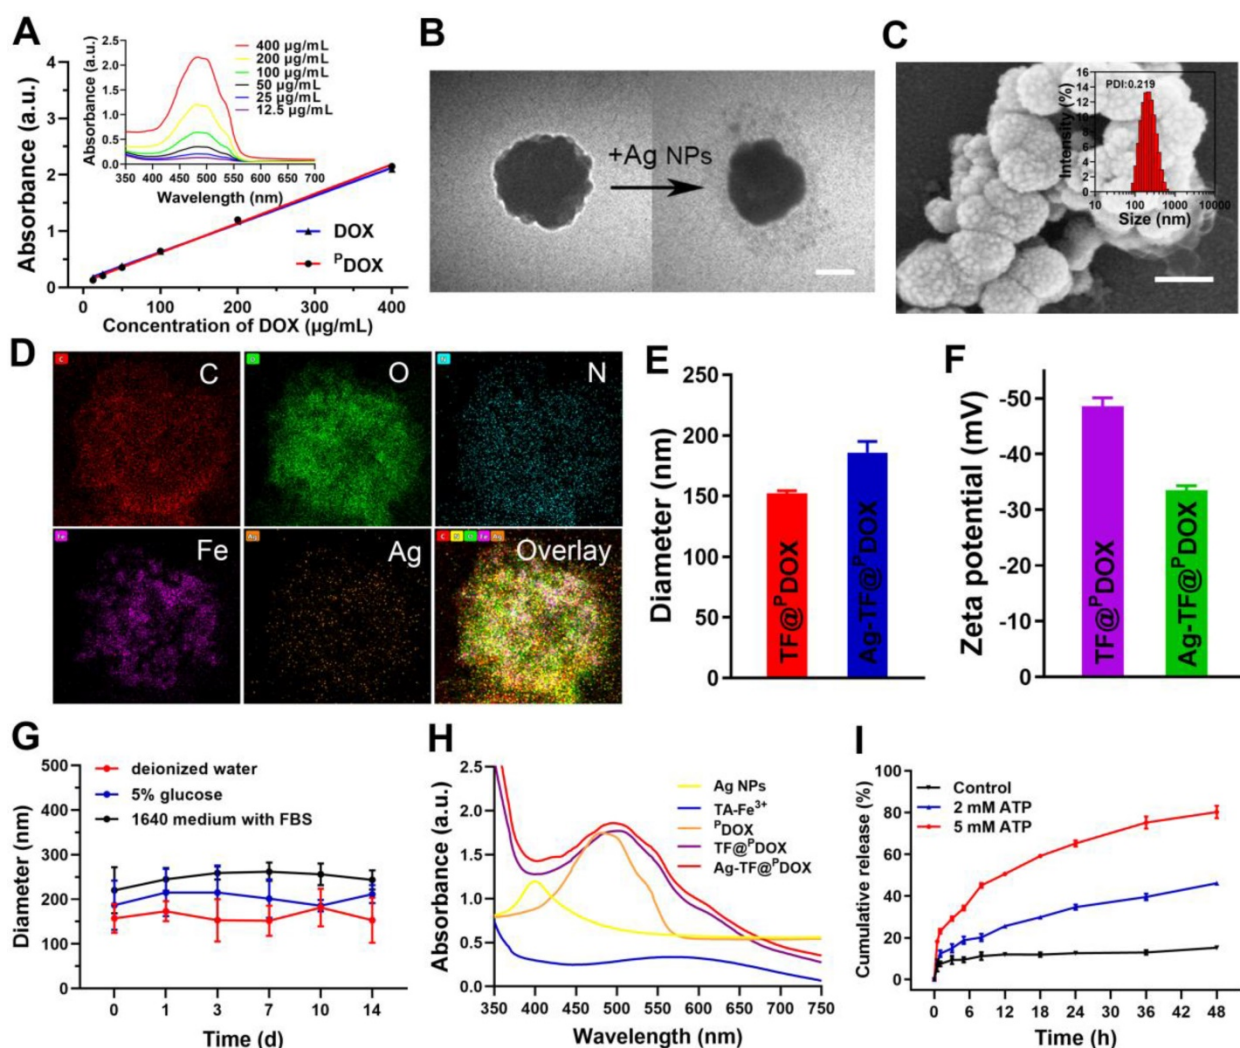 A
Absorbance (a.u.)
4
3
2
1
0
0
100
200
300
400
Concentration of DOX (μg/mL)
DOX
ᴾDOX
Absorbance (a.u.)
2.5
2.0
1.5
1.0
0.5
0.0
350 400 450 500 550 600 650 700
Wavelength (nm)
400 μg/mL
200 μg/mL
100 μg/mL
50 μg/mL
25 μg/mL
12.5 μg/mL
B
+Ag NPs
C
PDI:0.219
Intensity (%)
16
12
8
4
0
10 100 1000 10000
Size (nm)
D
C
O
N
Fe
Ag
Overlay
E
Diameter (nm)
250
200
150
100
50
0
TF@ᴾDOX
Ag-TF@ᴾDOX
F
Zeta potential (mV)
-50
-40
-30
-20
-10
0
TF@ᴾDOX
Ag-TF@ᴾDOX
G
Diameter (nm)
500
400
300
200
100
0
deionized water
5% glucose
1640 medium with FBS
0 1 3 7 10 14
Time (d)
H
Absorbance (a.u.)
2.5
2.0
1.5
1.0
0.5
0.0
Ag NPs
TA-Fe³⁺
ᴾDOX
TF@ᴾDOX
Ag-TF@ᴾDOX
350 400 450 500 550 600 650 700 750
Wavelength (nm)
I
Cumulative release (%)
100
80
60
40
20
0
Control
2 mM ATP
5 mM ATP
0 6 12 18 24 30 36 42 48
Time (h)